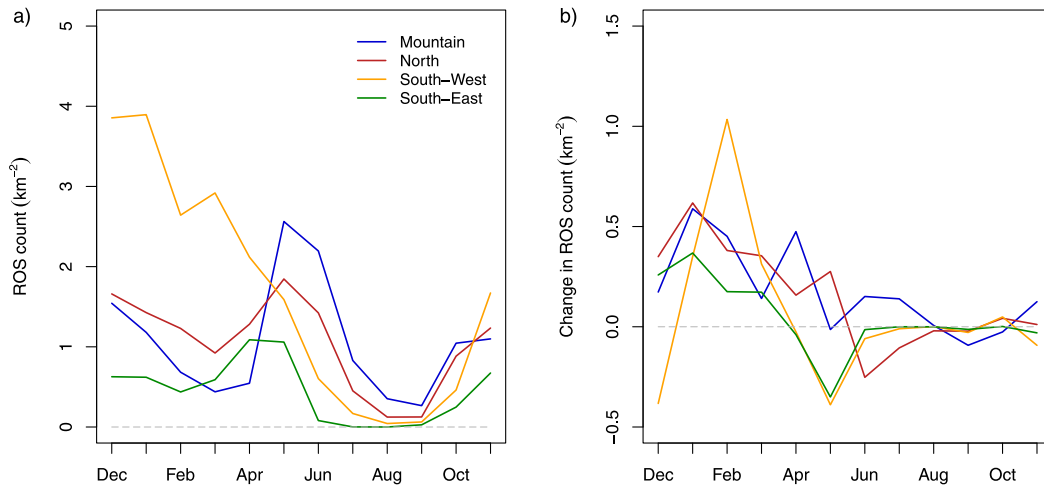 a)
ROS count (km⁻²)
5
4
3
2
1
0
Mountain
North
South−West
South−East
Dec Feb Apr Jun Aug Oct
b)
Change in ROS count (km⁻²)
1.5
1.0
0.5
0.0
−0.5
Dec Feb Apr Jun Aug Oct